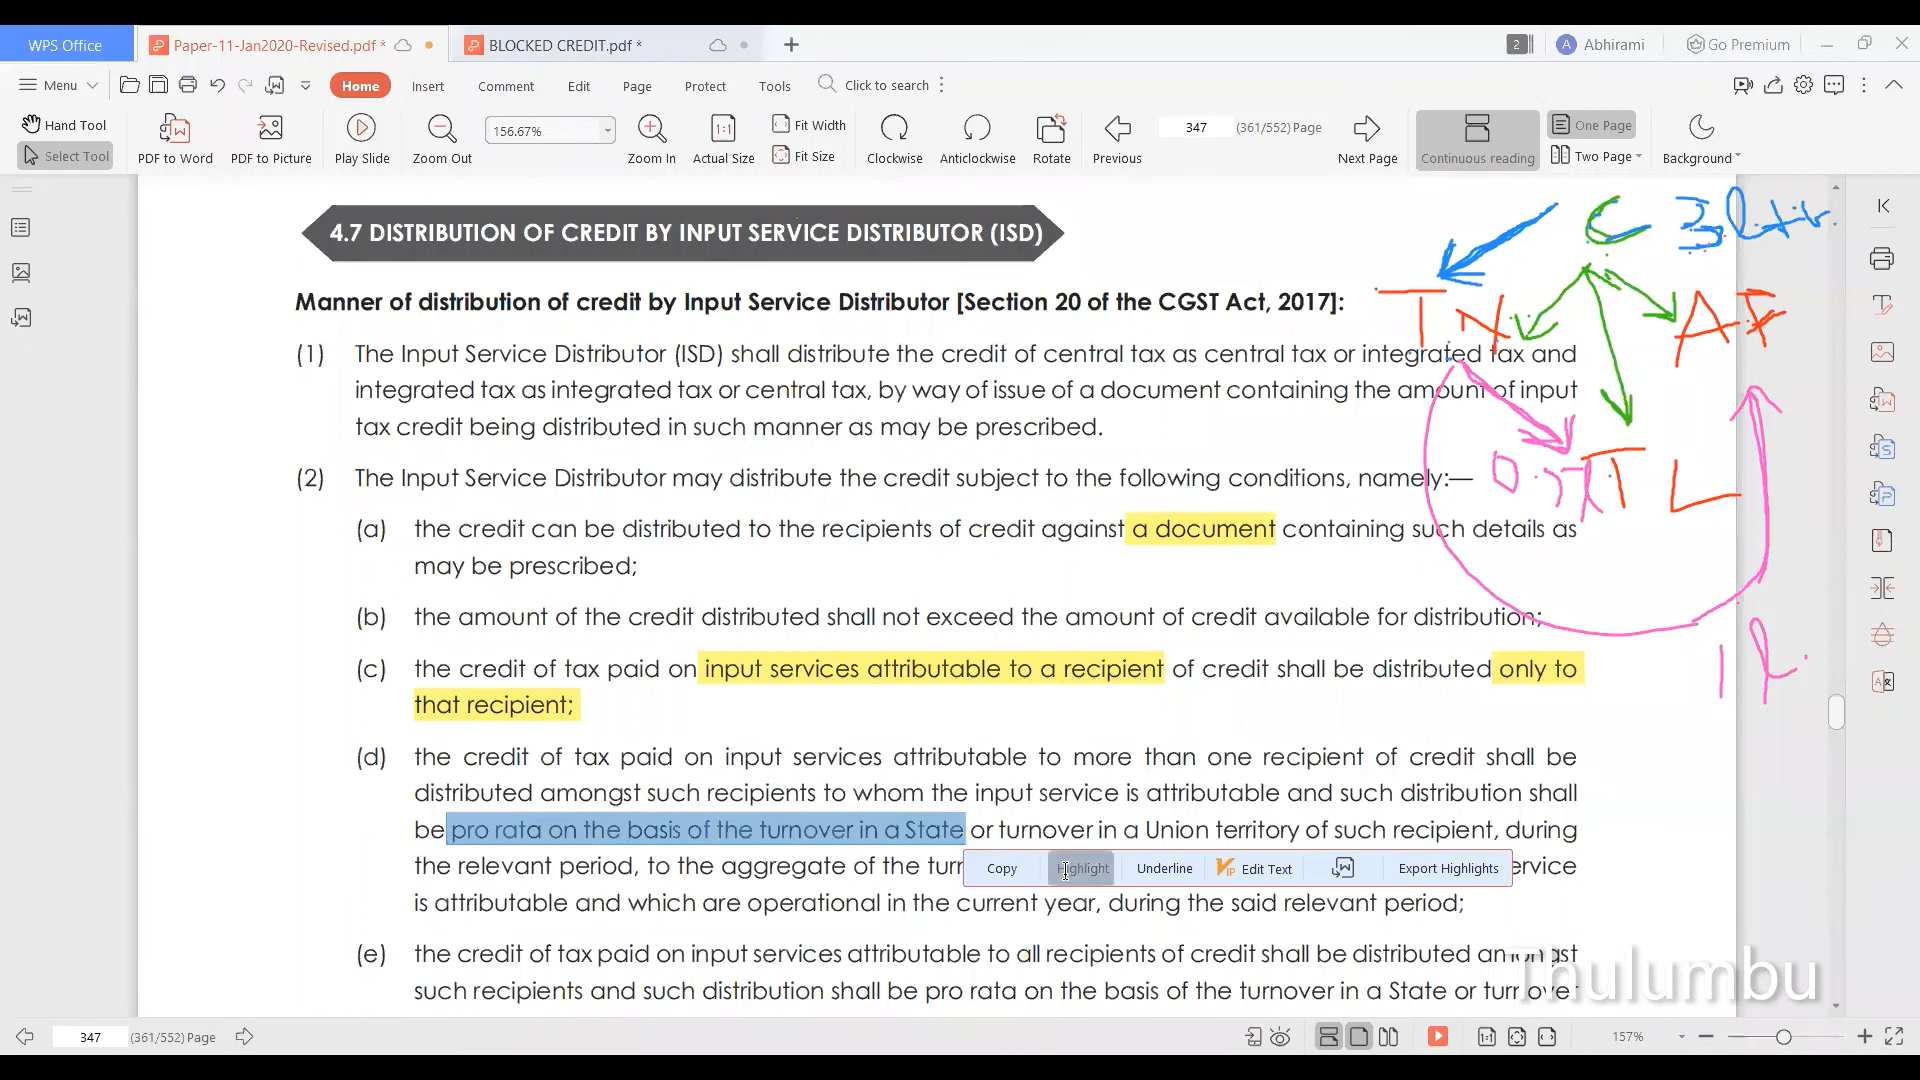 WPS Office Paper-11-Jan2020-Revised.pdf * BLOCKED CREDIT.pdf * 2 A Abhirami Go Premium
Menu Home Insert Comment Edit Page Protect Tools Click to search
Hand Tool
Select Tool
PDF to Word PDF to Picture Play Slide Zoom Out 156.67% Zoom In Actual Size Fit Width Fit Size Clockwise Anticlockwise Rotate Previous 347 (361/552) Page Next Page Continuous reading One Page Two Page Background
4.7 DISTRIBUTION OF CREDIT BY INPUT SERVICE DISTRIBUTOR (ISD)
Manner of distribution of credit by Input Service Distributor [Section 20 of the CGST Act, 2017]:
(1) The Input Service Distributor (ISD) shall distribute the credit of central tax as central tax or integrated tax and
integrated tax as integrated tax or central tax, by way of issue of a document containing the amount of input
tax credit being distributed in such manner as may be prescribed.
(2) The Input Service Distributor may distribute the credit subject to the following conditions, namely:—
(a) the credit can be distributed to the recipients of credit against a document containing such details as
may be prescribed;
(b) the amount of the credit distributed shall not exceed the amount of credit available for distribution;
(c) the credit of tax paid on input services attributable to a recipient of credit shall be distributed only to
that recipient;
(d) the credit of tax paid on input services attributable to more than one recipient of credit shall be
distributed amongst such recipients to whom the input service is attributable and such distribution shall
be pro rata on the basis of the turnover in a State or turnover in a Union territory of such recipient, during
the relevant period, to the aggregate of the
Copy Highlight Underline Edit Text Export Highlights
is attributable and which are operational in the current year, during the said relevant period;
(e) the credit of tax paid on input services attributable to all recipients of credit shall be distributed amongst
such recipients and such distribution shall be pro rata on the basis of the turnover in a State or turnover
C
TN
TL
Thulumbu
347 (361/552) Page 157%